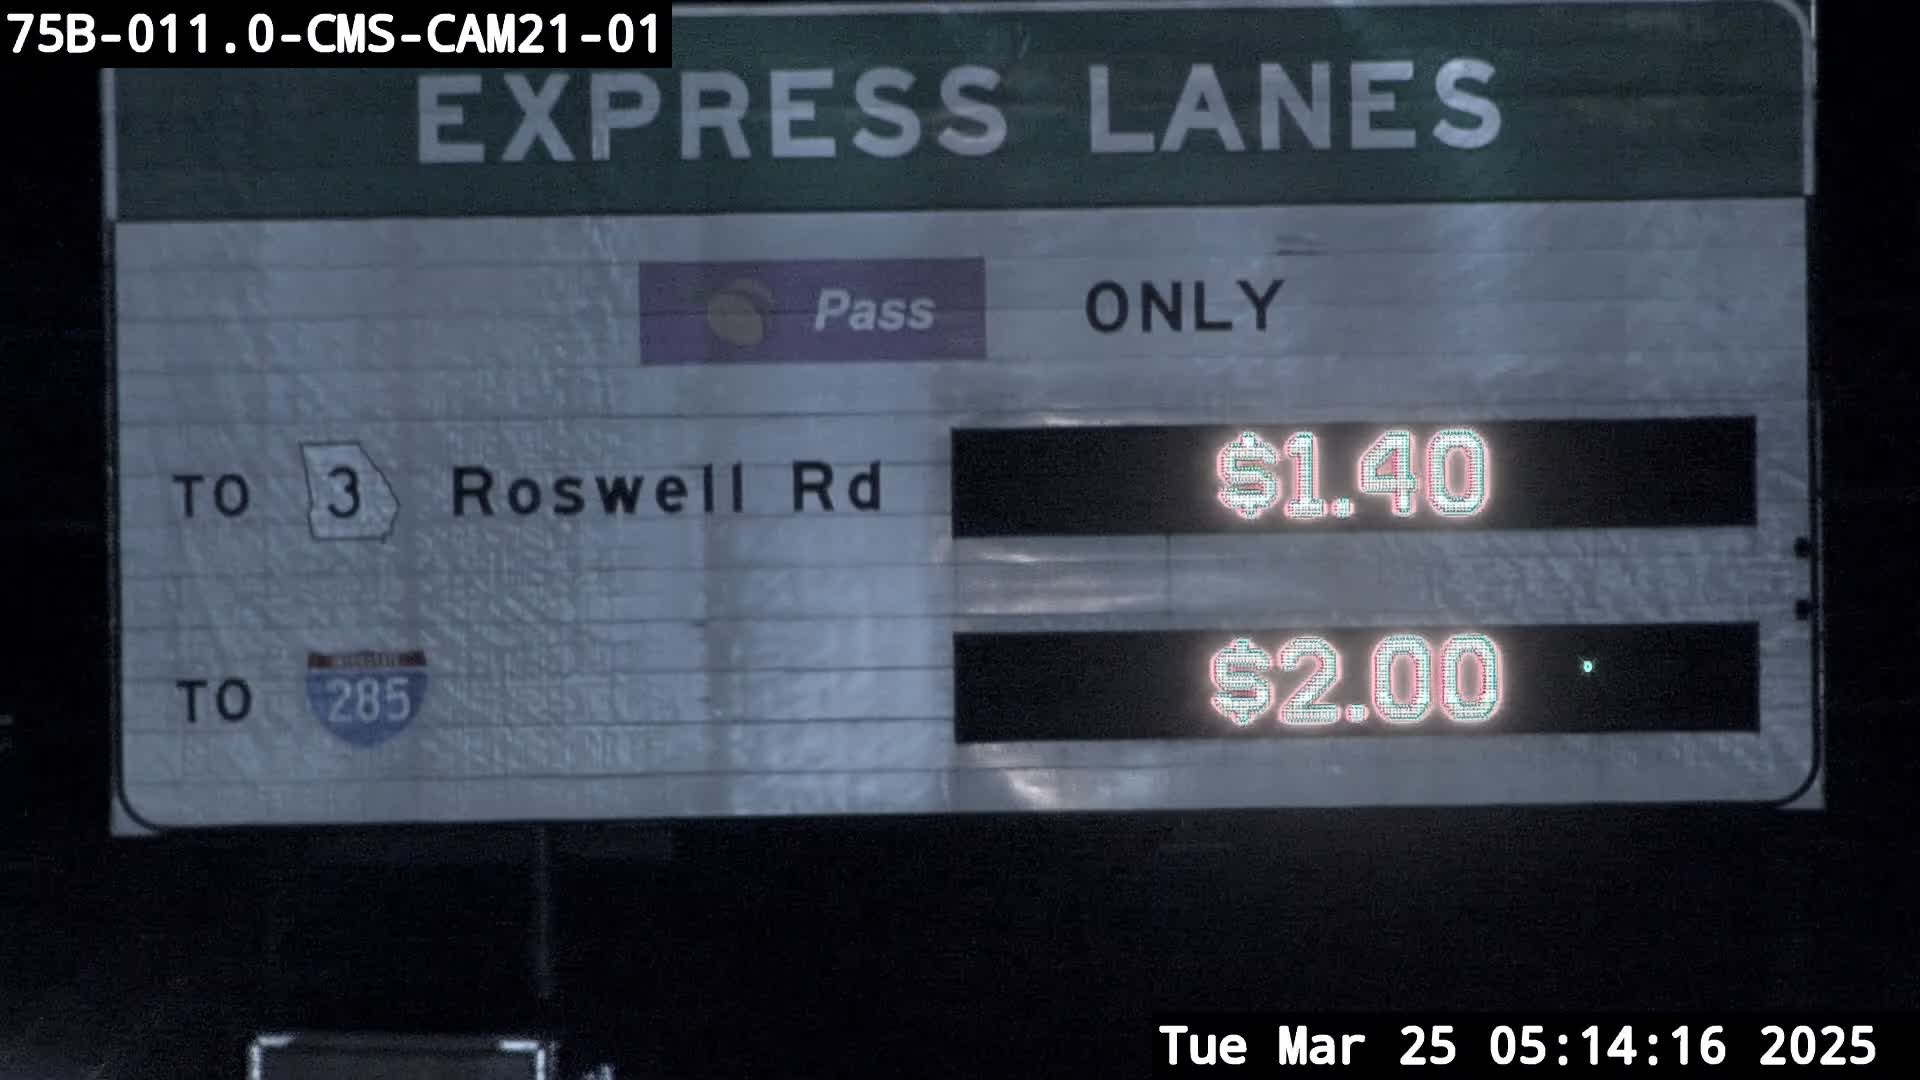 75B-011.0-CMS-CAM21-01
EXPRESS LANES
Pass ONLY
TO 3 Roswell Rd $1.40
TO 285 $2.00
Tue Mar 25 05:14:16 2025